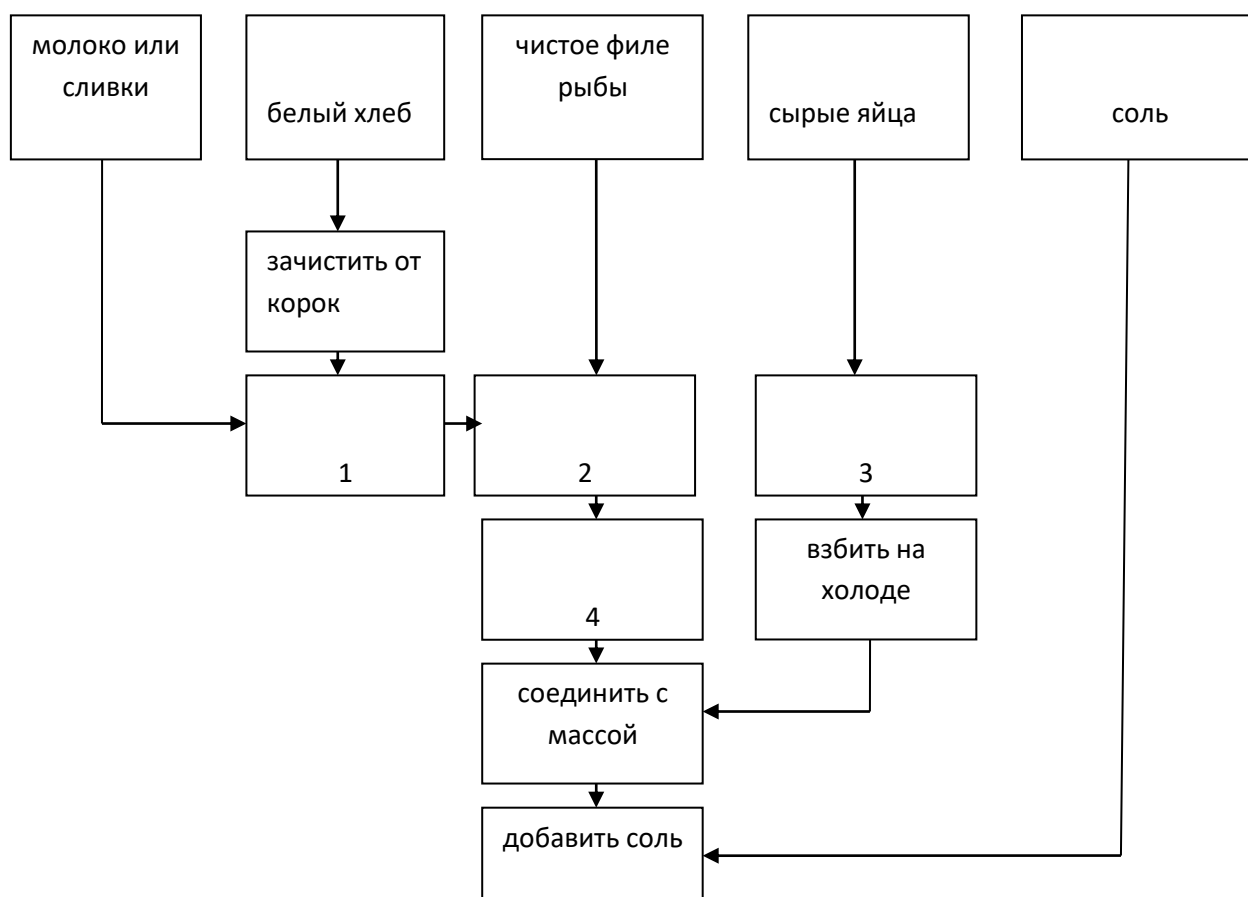 молоко или
сливки
белый хлеб
чистое филе
рыбы
сырые яйца
соль
зачистить от
корок
1
2
3
взбить на
холоде
4
соединить с
массой
добавить соль